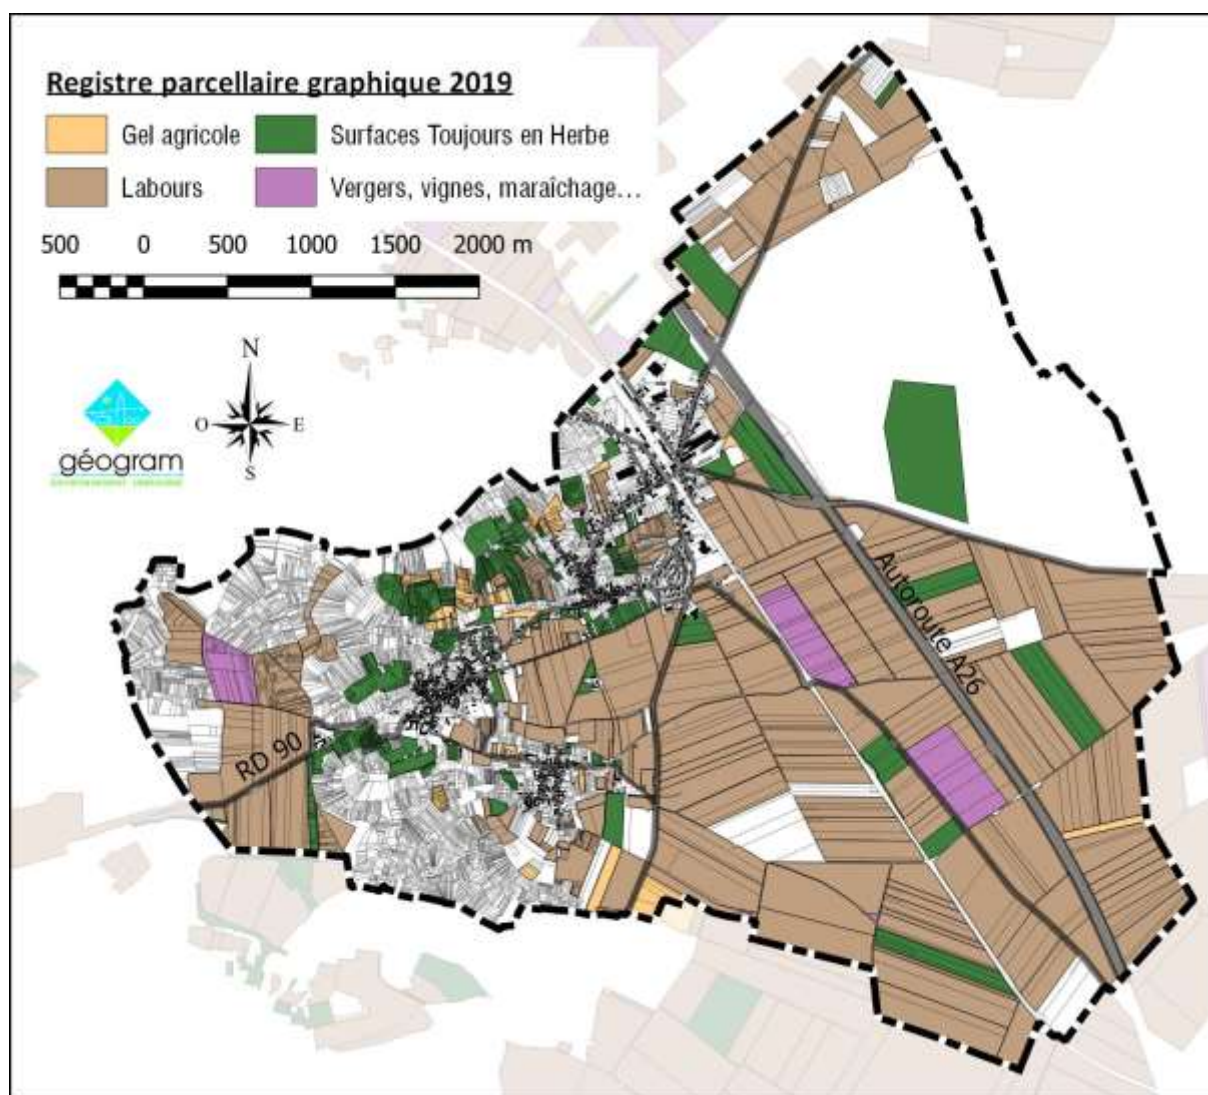 Registre parcellaire graphique 2019
Gel agricole
Surfaces Toujours en Herbe
Labours
Vergers, vignes, maraîchage...
500 0 500 1000 1500 2000 m
N
O
E
S
géogram
Autoroute A26
RD 90